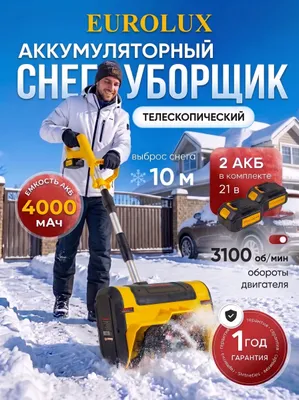 EUROLUX
АККУМУЛЯТОРНЫЙ
СНЕГОУБОРЩИК
ТЕЛЕСКОПИЧЕСКИЙ
выброс снега
10 м
2 АКБ
в комплекте
21 в
ЕМКОСТЬ АКБ
4000
мАч
3100 об/мин
обороты
двигателя
1 ГОД
ГАРАНТИЯ